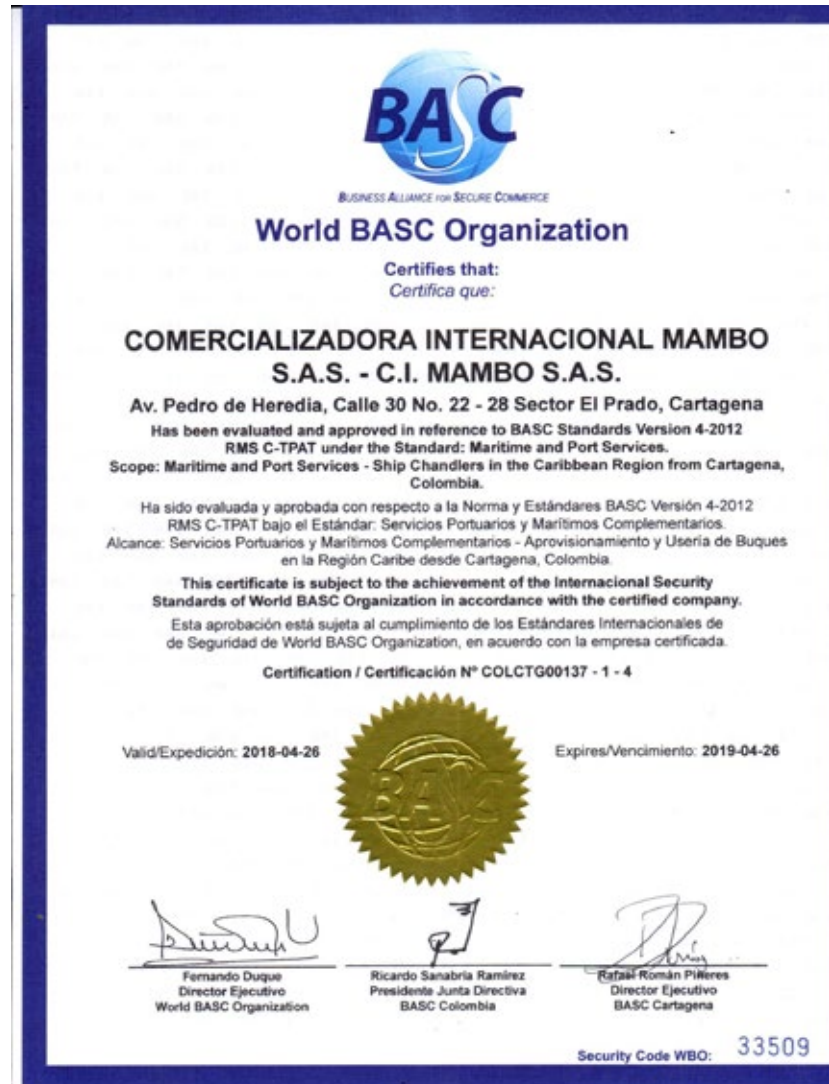 BASC
BUSINESS ALLIANCE FOR SECURE COMMERCE
World BASC Organization
Certifies that:
Certifica que:
COMERCIALIZADORA INTERNACIONAL MAMBO
S.A.S. - C.I. MAMBO S.A.S.
Av. Pedro de Heredia, Calle 30 No. 22 - 28 Sector El Prado, Cartagena
Has been evaluated and approved in reference to BASC Standards Version 4-2012
RMS C-TPAT under the Standard: Maritime and Port Services.
Scope: Maritime and Port Services - Ship Chandlers in the Caribbean Region from Cartagena,
Colombia.
Ha sido evaluada y aprobada con respecto a la Norma y Estándares BASC Versión 4-2012
RMS C-TPAT bajo el Estándar: Servicios Portuarios y Marítimos Complementarios.
Alcance: Servicios Portuarios y Marítimos Complementarios - Aprovisionamiento y Usería de Buques
en la Región Caribe desde Cartagena, Colombia.
This certificate is subject to the achievement of the Internacional Security
Standards of World BASC Organization in accordance with the certified company.
Esta aprobación está sujeta al cumplimiento de los Estándares Internacionales de
de Seguridad de World BASC Organization, en acuerdo con la empresa certificada.
Certification / Certificación Nº COLCTG00137 - 1 - 4
Valid/Expedición: 2018-04-26
Expires/Vencimiento: 2019-04-26
BASC
Fernando Duque
Director Ejecutivo
World BASC Organization
Ricardo Sanabria Ramírez
Presidente Junta Directiva
BASC Colombia
Rafael Román Piñeres
Director Ejecutivo
BASC Cartagena
Security Code WBO: 33509